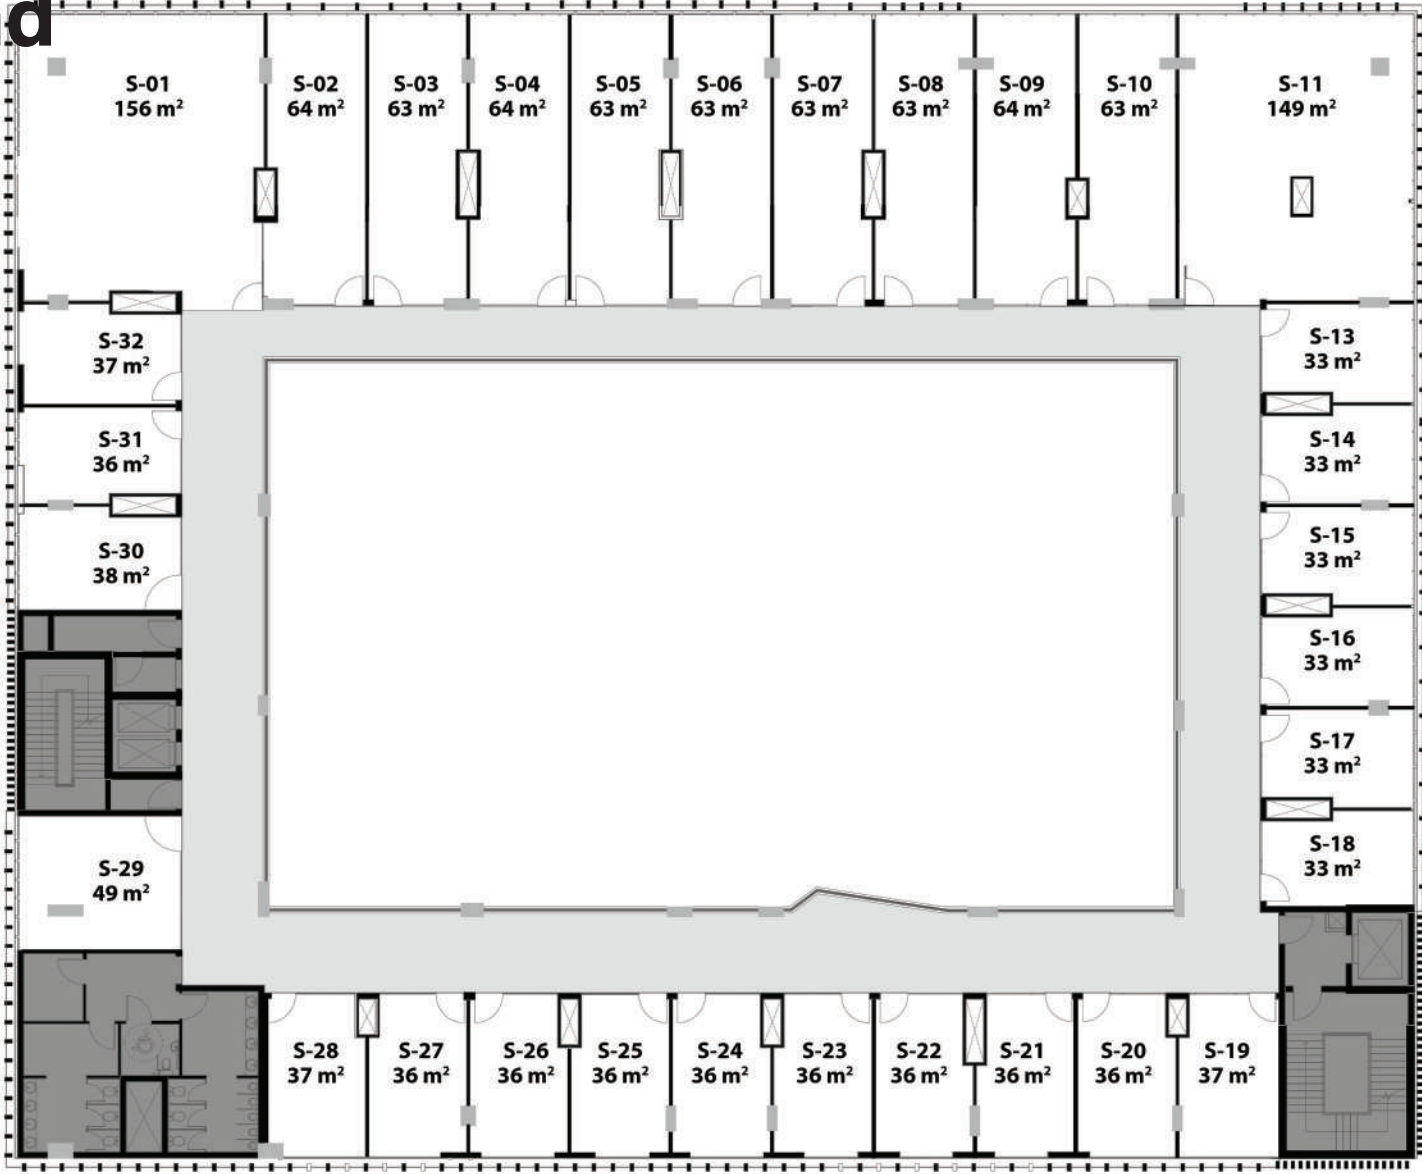 d
S-01
156 m²
S-02
64 m²
S-03
63 m²
S-04
64 m²
S-05
63 m²
S-06
63 m²
S-07
63 m²
S-08
63 m²
S-09
64 m²
S-10
63 m²
S-11
149 m²
S-32
37 m²
S-13
33 m²
S-31
36 m²
S-14
33 m²
S-30
38 m²
S-15
33 m²
S-16
33 m²
S-17
33 m²
S-29
49 m²
S-18
33 m²
S-28
37 m²
S-27
36 m²
S-26
36 m²
S-25
36 m²
S-24
36 m²
S-23
36 m²
S-22
36 m²
S-21
36 m²
S-20
36 m²
S-19
37 m²